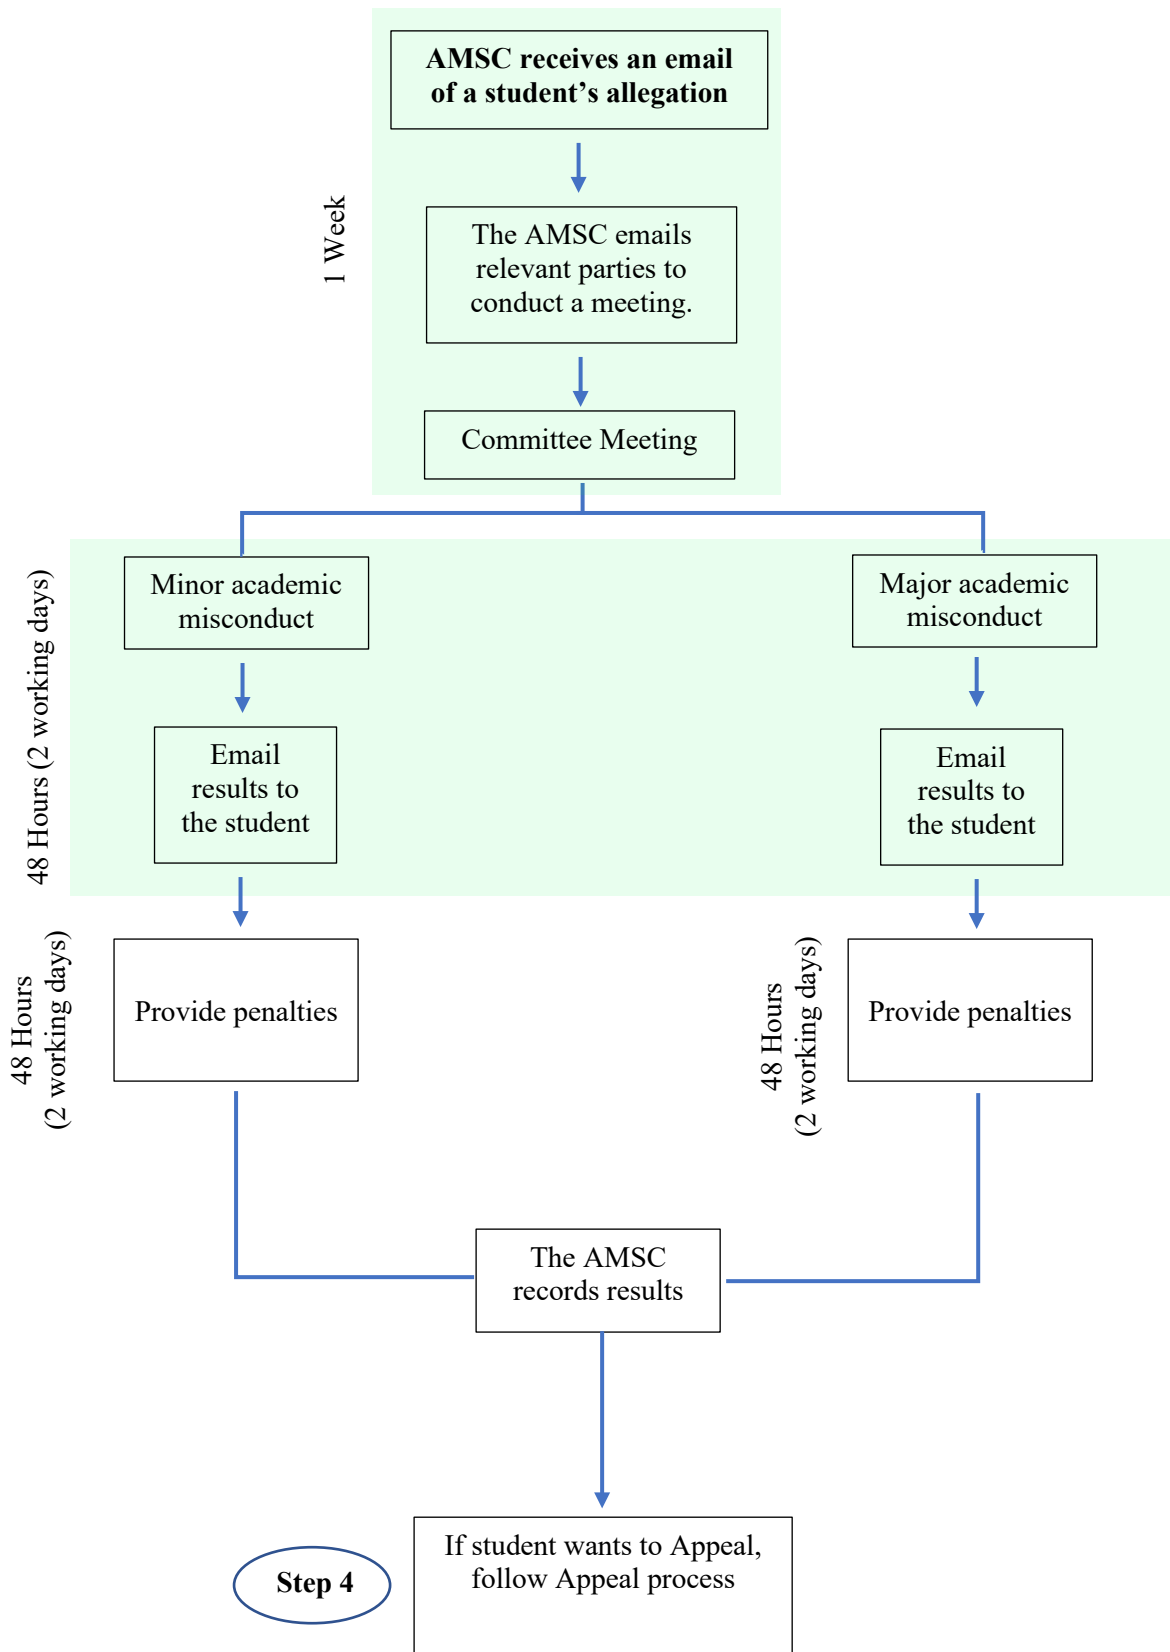 AMSC receives an email
of a student’s allegation
1 Week
The AMSC emails
relevant parties to
conduct a meeting.
Committee Meeting
48 Hours (2 working days)
Minor academic
misconduct
Major academic
misconduct
Email
results to
the student
Email
results to
the student
48 Hours
(2 working days)
Provide penalties
48 Hours
(2 working days)
Provide penalties
The AMSC
records results
Step 4
If student wants to Appeal,
follow Appeal process